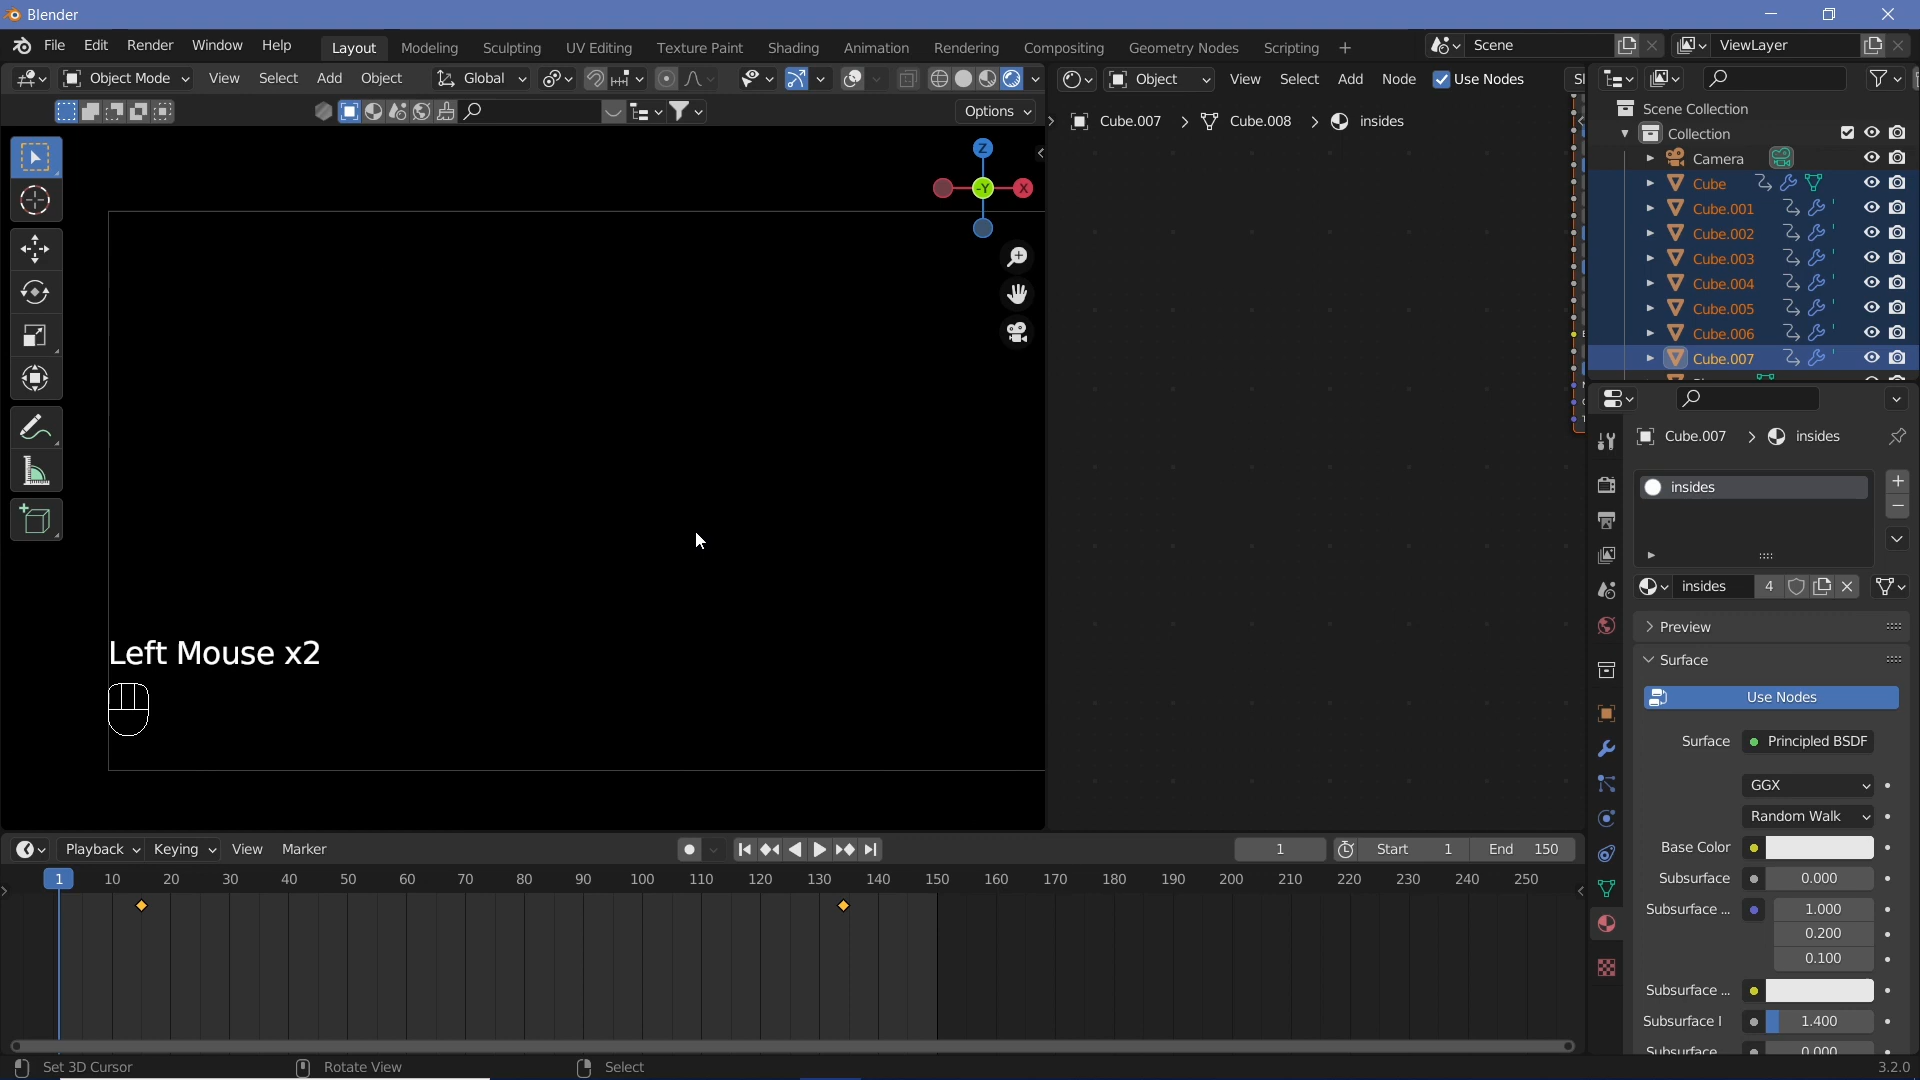 Blender
File Edit Render Window Help Layout Modeling Sculpting UV Editing Texture Paint Shading Animation Rendering Compositing Geometry Nodes Scripting + Scene ViewLayer
Object Mode View Select Add Object Global Object View Select Add Node Use Nodes
Options
Cube.007 > Cube.008 > insides
Z
-Y X
Scene Collection
Collection
Camera
Cube
Cube.001
Cube.002
Cube.003
Cube.004
Cube.005
Cube.006
Cube.007
Cube.007 > insides
insides
insides 4
Preview
Surface
Use Nodes
Surface Principled BSDF
GGX
Random Walk
Base Color
Subsurface 0.000
Subsurface ... 1.000
0.200
0.100
Subsurface ...
Subsurface I 1.400
Subsurface 0.000
Left Mouse x2
Playback Keying View Marker 1 Start 1 End 150
1 10 20 30 40 50 60 70 80 90 100 110 120 130 140 150 160 170 180 190 200 210 220 230 240 250
Set 3D Cursor Rotate View Select 3.2.0